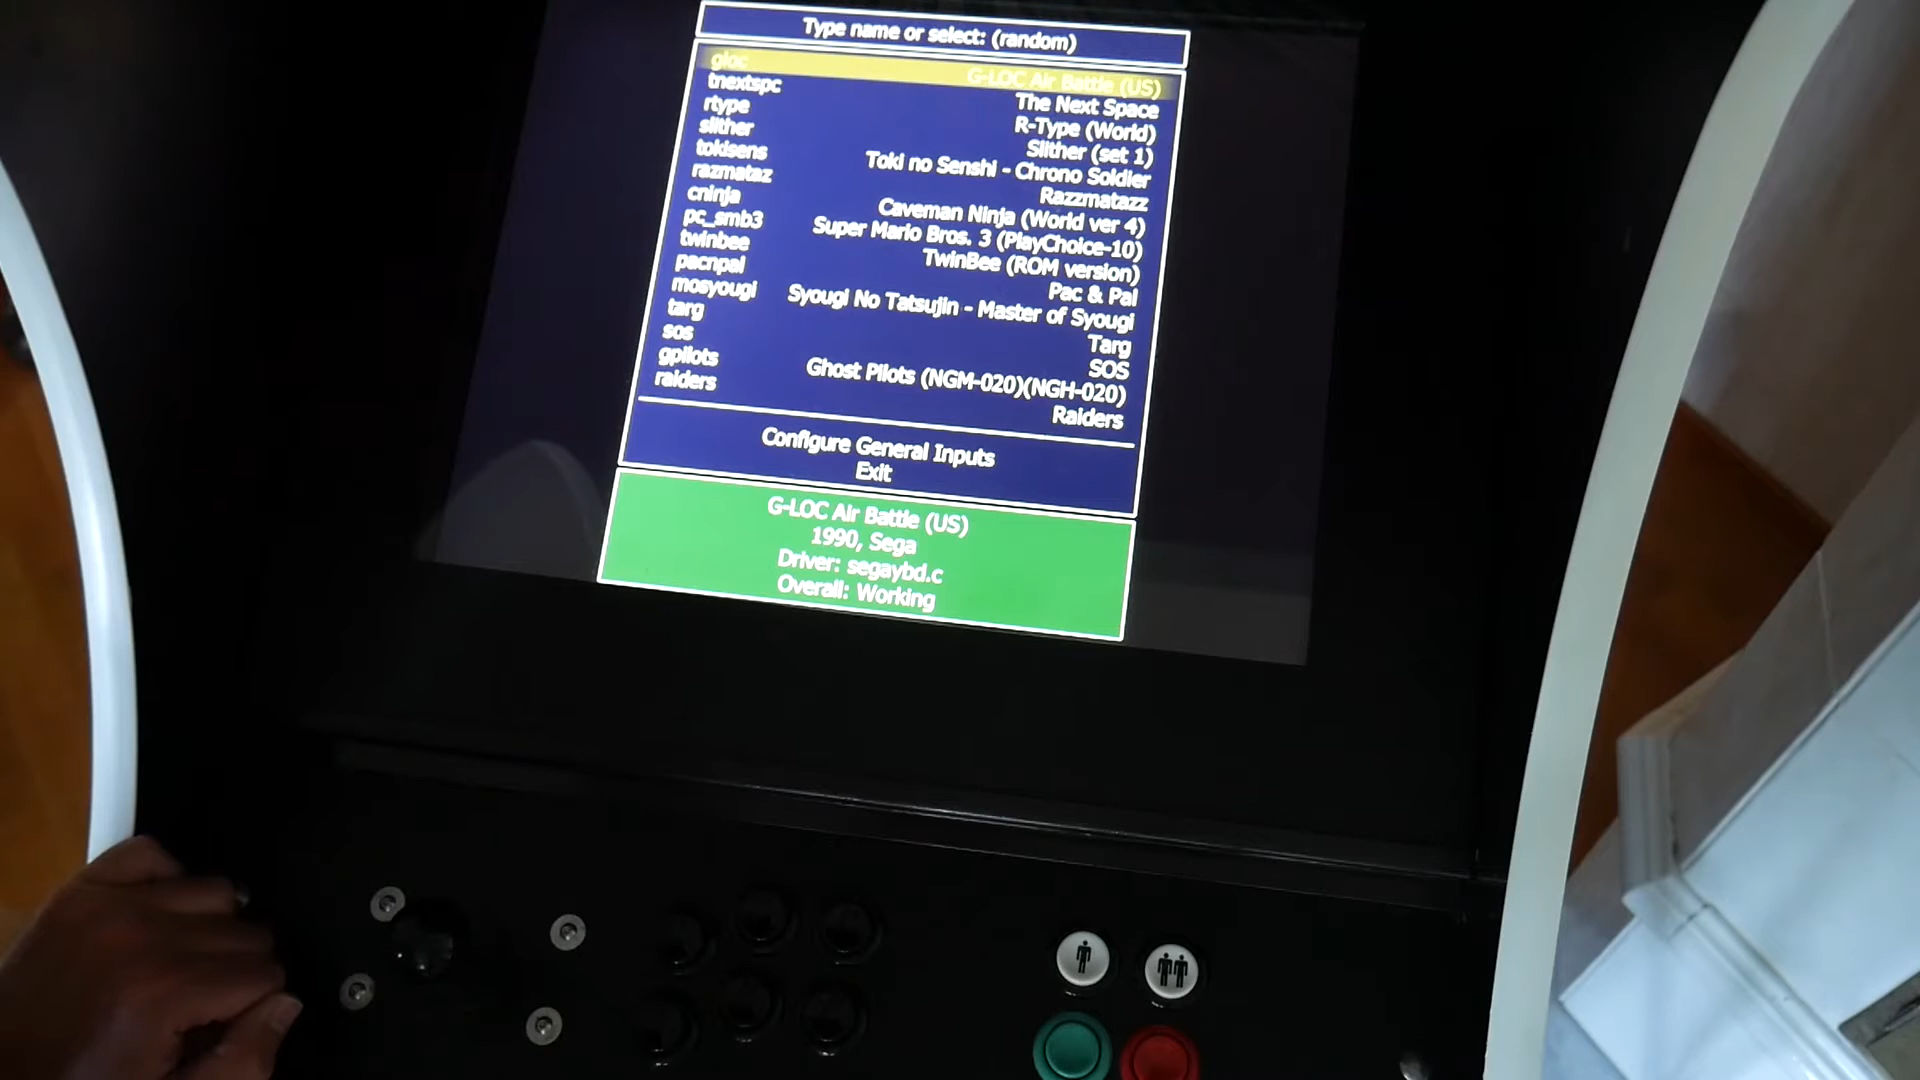 Type name or select: (random)
gloc G-LOC Air Battle (US)
tnextspc The Next Space
rtype R-Type (World)
slither Slither (set 1)
tokisens Toki no Senshi - Chrono Soldier
razmataz Razzmatazz
cninja Caveman Ninja (World ver 4)
pc_smb3 Super Mario Bros. 3 (PlayChoice-10)
twinbee TwinBee (ROM version)
pacnpal Pac & Pal
mosyougi Syougi No Tatsujin - Master of Syougi
targ Targ
sos SOS
gpilots Ghost Pilots (NGM-020)(NGH-020)
raiders Raiders
Configure General Inputs
Exit
G-LOC Air Battle (US)
1990, Sega
Driver: segaybd.c
Overall: Working